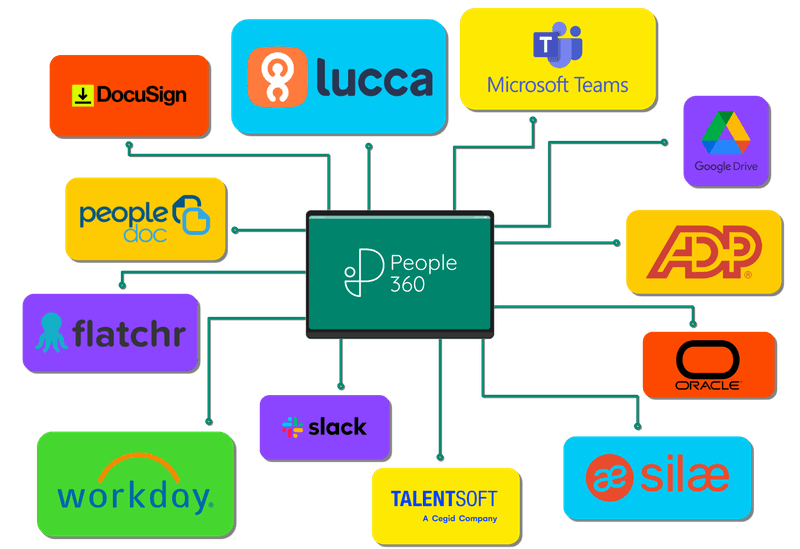 DocuSign
lucca
T
Microsoft Teams
Google Drive
people
doc
People
360
ADP
®
flatchr
ORACLE
slack
workday®
TALENTSOFT
A Cegid Company
æ silæ